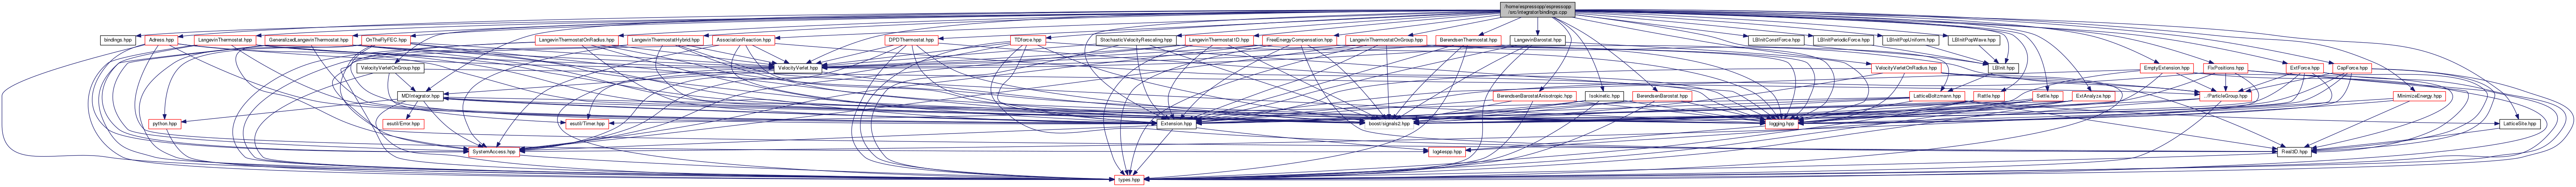 /home/espressopp/espressopp
/src/integrator/bindings.cpp
bindings.hpp
Adress.hpp
LangevinThermostat.hpp
GeneralizedLangevinThermostat.hpp
OnTheFlyFEC.hpp
LangevinThermostatOnRadius.hpp
LangevinThermostatHybrid.hpp
AssociationReaction.hpp
DPDThermostat.hpp
TDforce.hpp
StochasticVelocityRescaling.hpp
LangevinThermostat1D.hpp
FreeEnergyCompensation.hpp
LangevinThermostatOnGroup.hpp
BerendsenThermostat.hpp
LangevinBarostat.hpp
LBInitConstForce.hpp
LBInitPeriodicForce.hpp
LBInitPopUniform.hpp
LBInitPopWave.hpp
VelocityVerletOnGroup.hpp
VelocityVerlet.hpp
VelocityVerletOnRadius.hpp
LBInit.hpp
EmptyExtension.hpp
FixPositions.hpp
ExtForce.hpp
CapForce.hpp
MDIntegrator.hpp
BerendsenBarostatAnisotropic.hpp
Isokinetic.hpp
BerendsenBarostat.hpp
LatticeBoltzmann.hpp
Rattle.hpp
Settle.hpp
ExtAnalyze.hpp
../ParticleGroup.hpp
MinimizeEnergy.hpp
python.hpp
esutil/Error.hpp
esutil/Timer.hpp
Extension.hpp
boost/signals2.hpp
logging.hpp
LatticeSite.hpp
SystemAccess.hpp
log4espp.hpp
Real3D.hpp
types.hpp